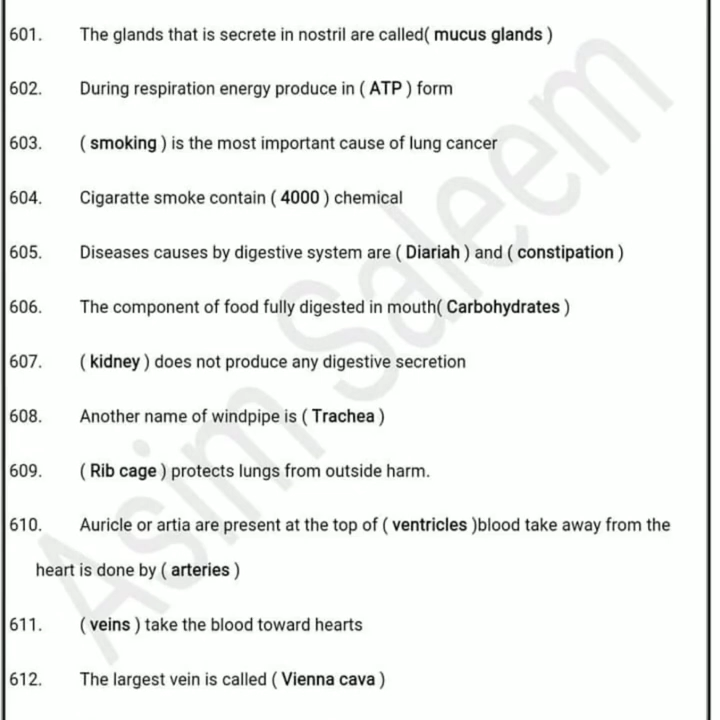 601. The glands that is secrete in nostril are called( mucus glands )
602. During respiration energy produce in ( ATP ) form
603. ( smoking ) is the most important cause of lung cancer
604. Cigaratte smoke contain ( 4000 ) chemical
605. Diseases causes by digestive system are ( Diariah ) and ( constipation )
606. The component of food fully digested in mouth( Carbohydrates )
607. ( kidney ) does not produce any digestive secretion
608. Another name of windpipe is ( Trachea )
609. ( Rib cage ) protects lungs from outside harm.
610. Auricle or artia are present at the top of ( ventricles )blood take away from the
heart is done by ( arteries )
611. ( veins ) take the blood toward hearts
612. The largest vein is called ( Vienna cava )
Asim Saleem